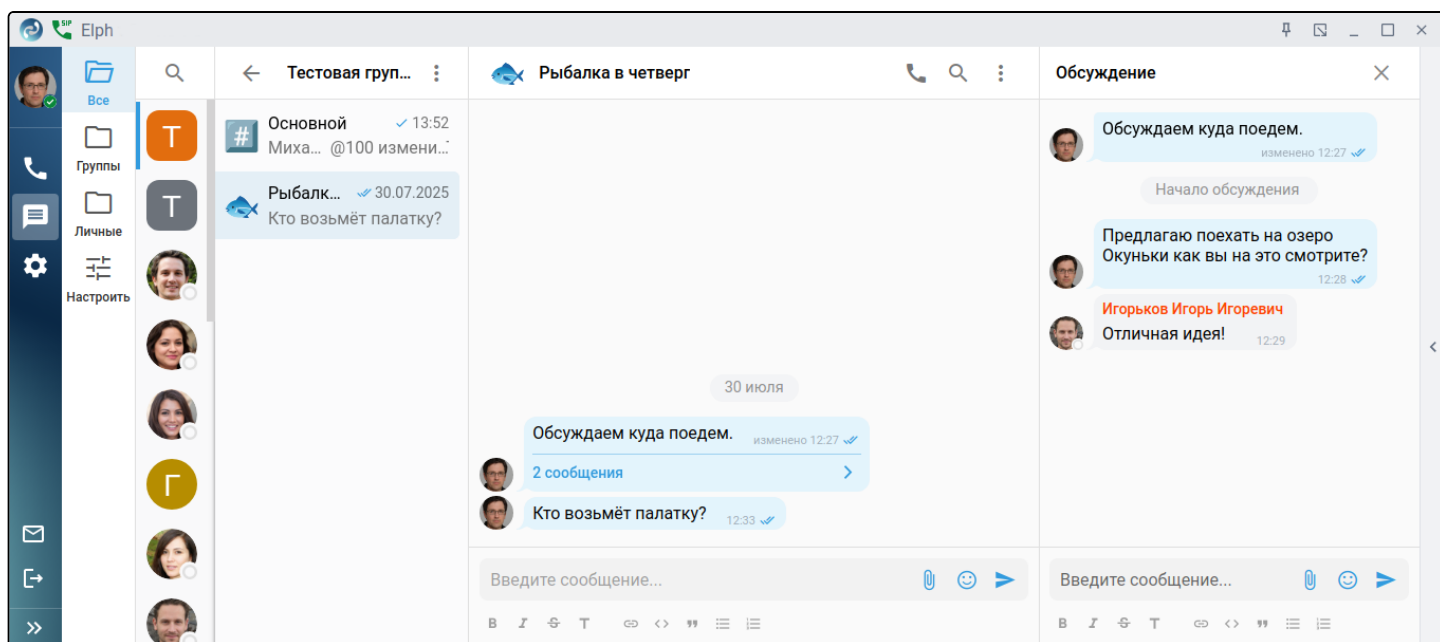 SIP
Elph
Все
Группы
Личные
Настроить
Т
Т
Г
Тестовая груп...
Основной
13:52
Миха... @100 измени...
Рыбалк...
30.07.2025
Кто возьмёт палатку?
Рыбалка в четверг
30 июля
Обсуждаем куда поедем.
изменено 12:27
2 сообщения
Кто возьмёт палатку?
12:33
Введите сообщение...
B I S T
Обсуждение
Обсуждаем куда поедем.
изменено 12:27
Начало обсуждения
Предлагаю поехать на озеро
Окуньки как вы на это смотрите?
12:28
Игорьков Игорь Игоревич
Отличная идея!
12:29
Введите сообщение...
B I S T